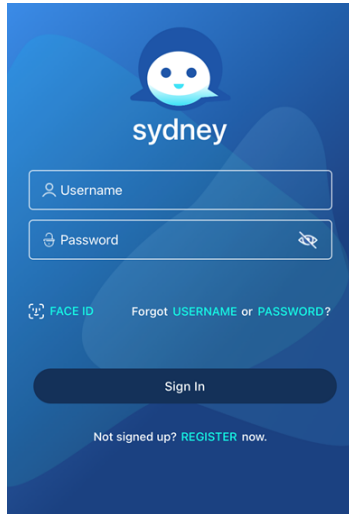 sydney
Username
Password
FACE ID Forgot USERNAME or PASSWORD?
Sign In
Not signed up? REGISTER now.